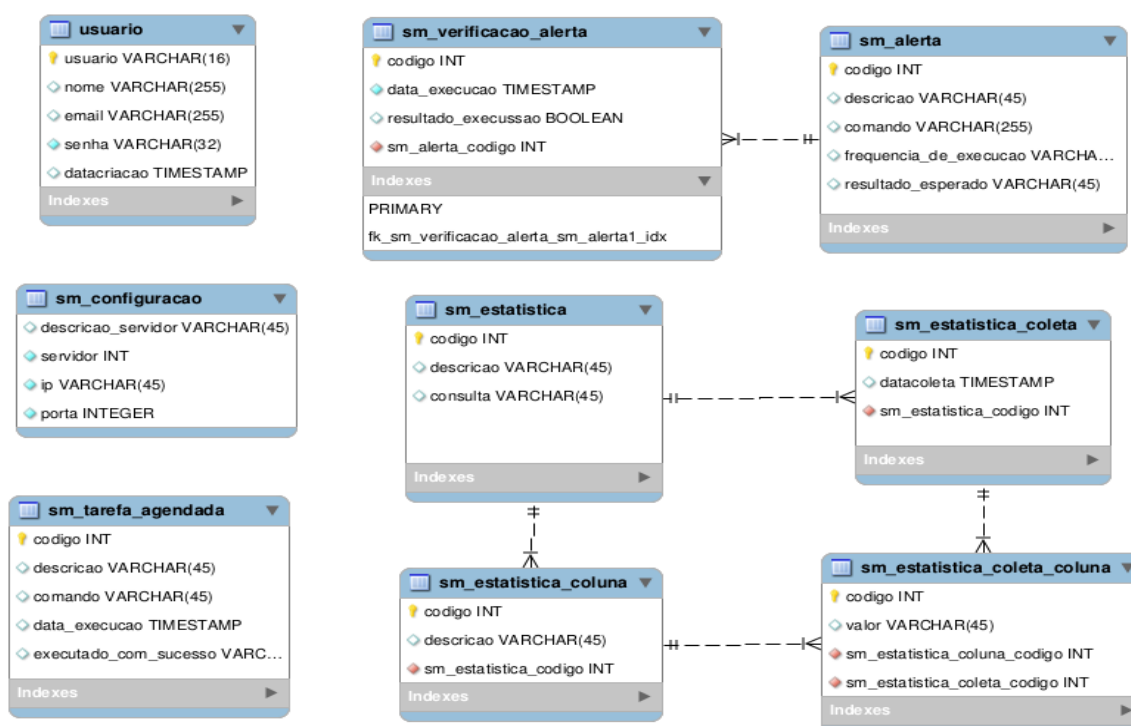 usuario
usuario VARCHAR(16)
nome VARCHAR(255)
email VARCHAR(255)
senha VARCHAR(32)
datacriacao TIMESTAMP
Indexes
sm_verificacao_alerta
codigo INT
data_execucao TIMESTAMP
resultado_execussao BOOLEAN
sm_alerta_codigo INT
Indexes
PRIMARY
fk_sm_verificacao_alerta_sm_alerta1_idx
sm_alerta
codigo INT
descricao VARCHAR(45)
comando VARCHAR(255)
frequencia_de_execucao VARCHA...
resultado_esperado VARCHAR(45)
Indexes
sm_configuracao
descricao_servidor VARCHAR(45)
servidor INT
ip VARCHAR(45)
porta INTEGER
sm_estatistica
codigo INT
descricao VARCHAR(45)
consulta VARCHAR(45)
Indexes
sm_estatistica_coleta
codigo INT
datacoleta TIMESTAMP
sm_estatistica_codigo INT
Indexes
sm_tarefa_agendada
codigo INT
descricao VARCHAR(45)
comando VARCHAR(45)
data_execucao TIMESTAMP
executado_com_sucesso VARC...
Indexes
sm_estatistica_coluna
codigo INT
descricao VARCHAR(45)
sm_estatistica_codigo INT
Indexes
sm_estatistica_coleta_coluna
codigo INT
valor VARCHAR(45)
sm_estatistica_coluna_codigo INT
sm_estatistica_coleta_codigo INT
Indexes